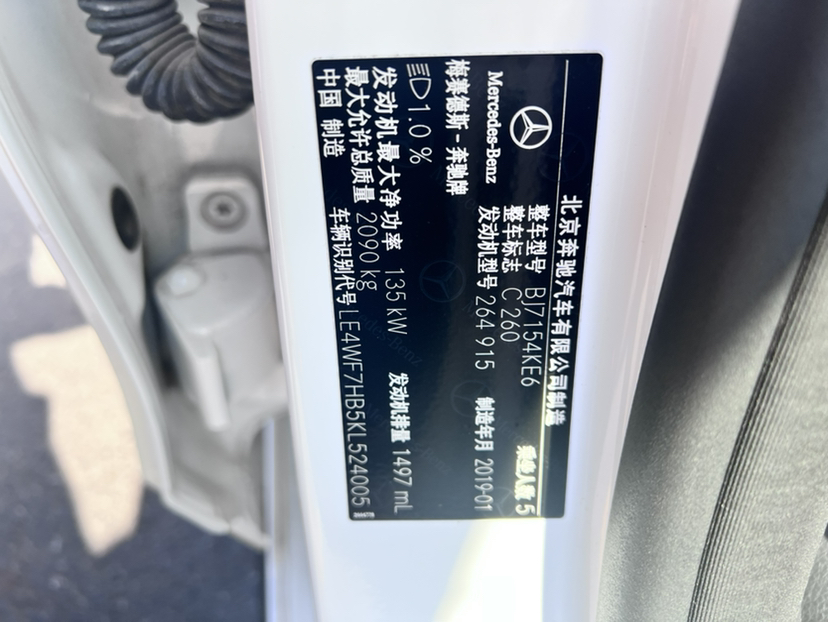 北京奔驰汽车有限公司制造
Mercedes-Benz
梅赛德斯-奔驰牌
整车型号 BJ7154KE6 乘坐人数 5
整车标志 C 260
发动机型号 264 915 制造年月 2019-01
1.0 %
发动机最大净功率 135 kW 发动机排量 1497 mL
最大允许总质量 2090 kg
中国 制造 车辆识别代号 LE4WF7HB5KL524005